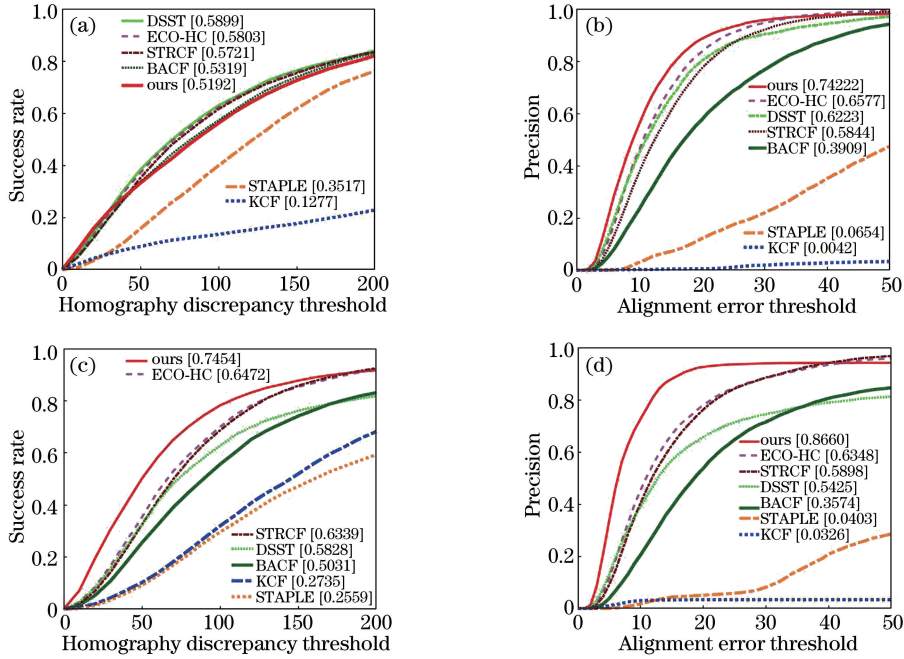 (a)
DSST [0.5899]
ECO-HC [0.5803]
STRCF [0.5721]
BACF [0.5319]
ours [0.5192]
STAPLE [0.3517]
KCF [0.1277]
Success rate
1.0
0.8
0.6
0.4
0.2
0
0 50 100 150 200
Homography discrepancy threshold
(b)
ours [0.74222]
ECO-HC [0.6577]
DSST [0.6223]
STRCF [0.5844]
BACF [0.3909]
STAPLE [0.0654]
KCF [0.0042]
Precision
1.0
0.8
0.6
0.4
0.2
0
0 10 20 30 40 50
Alignment error threshold
(c)
ours [0.7454]
ECO-HC [0.6472]
STRCF [0.6339]
DSST [0.5828]
BACF [0.5031]
KCF [0.2735]
STAPLE [0.2559]
Success rate
1.0
0.8
0.6
0.4
0.2
0
0 50 100 150 200
Homography discrepancy threshold
(d)
ours [0.8660]
ECO-HC [0.6348]
STRCF [0.5898]
DSST [0.5425]
BACF [0.3574]
STAPLE [0.0403]
KCF [0.0326]
Precision
1.0
0.8
0.6
0.4
0.2
0
0 10 20 30 40 50
Alignment error threshold